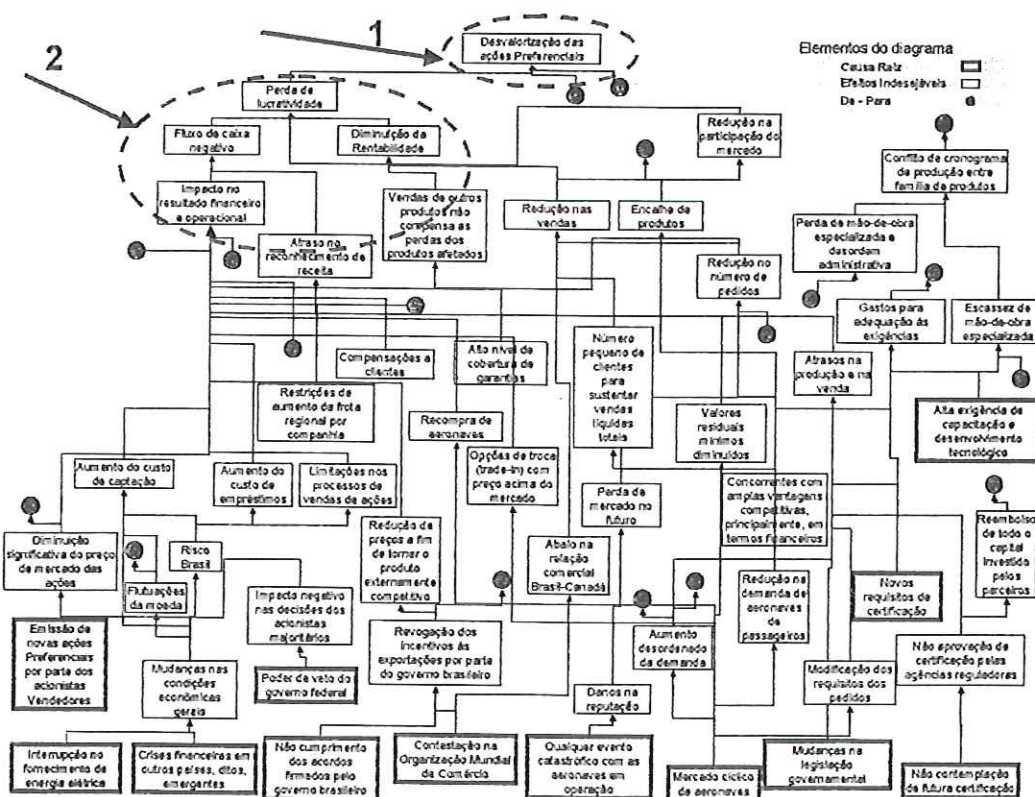 1
2
Desvalorização das
ações Preferenciais
Elementos do diagrama
Causa Raiz
Efeitos Indesejáveis
De - Para
Perda de
lucratividade
Fluxo de caixa
negativo
Diminuição da
Rentabilidade
Redução na
participação do
mercado
Conflito de cronograma
de produção entre
família de produtos
Impacto no
resultado financeiro
e operacional
Vendas de outros
produtos não
compensa as
perdas dos
produtos afetados
Redução nas
vendas
Encalhe de
produtos
Perda de mão-de-obra
especializada e
desordem
administrativa
Atraso no
reconhecimento de
receita
Redução no
número de
pedidos
Gastos para
adequação às
exigências
Escassez de
mão-de-obra
especializada
Compensações a
clientes
Alto nível de
cobertura de
garantias
Número
pequeno de
clientes
para
sustentar
vendas
líquidas
totais
Atrasos na
produção e na
venda
Restrições de
aumento da frota
regional por
companhia
Recompra de
aeronaves
Valores
residuais
mínimos
diminuídos
Alta exigência de
capacitação e
desenvolvimento
tecnológico
Aumento do custo
de captação
Aumento do
custo de
empréstimos
Limitações nos
processos de
vendas de ações
Opções de troca
(trade-in) com
preço acima do
mercado
Perda de
mercado no
futuro
Concorrentes com
amplas vantagens
competitivas,
principalmente, em
termos financeiros
Reembolso
de todo o
capital
investido
pelos
parceiros
Diminuição
significativa do preço
de mercado das
ações
Risco
Brasil
Redução de
preços a fim
de tornar o
produto
externamente
competitivo
Abalo na
relação
comercial
Brasil-Canadá
Redução na
demanda de
aeronaves de
passageiros
Novos
requisitos de
certificação
Flutuações
da moeda
Impacto negativo
nas decisões dos
acionistas
majoritários
Emissão de
novas ações
Preferenciais
por parte dos
acionistas
Vendedores
Revogação dos
incentivos às
exportações por parte
do governo brasileiro
Aumento
desordenado
da demanda
Não aprovação de
certificação pelas
agências reguladoras
Mudanças nas
condições
econômicas
gerais
Poder de veto do
governo federal
Modificação dos
requisitos dos
pedidos
Danos na
reputação
Interrupção no
fornecimento de
energia elétrica
Crises financeiras em
outros países, ditos,
emergentes
Não cumprimento
dos acordos
firmados pelo
governo brasileiro
Contestação na
Organização Mundial
de Comércio
Qualquer evento
catastrófico com as
aeronaves em
operação
Mercado cíclico
de aeronaves
Mudanças na
legislação
governamental
Não contemplação
de futura certificação